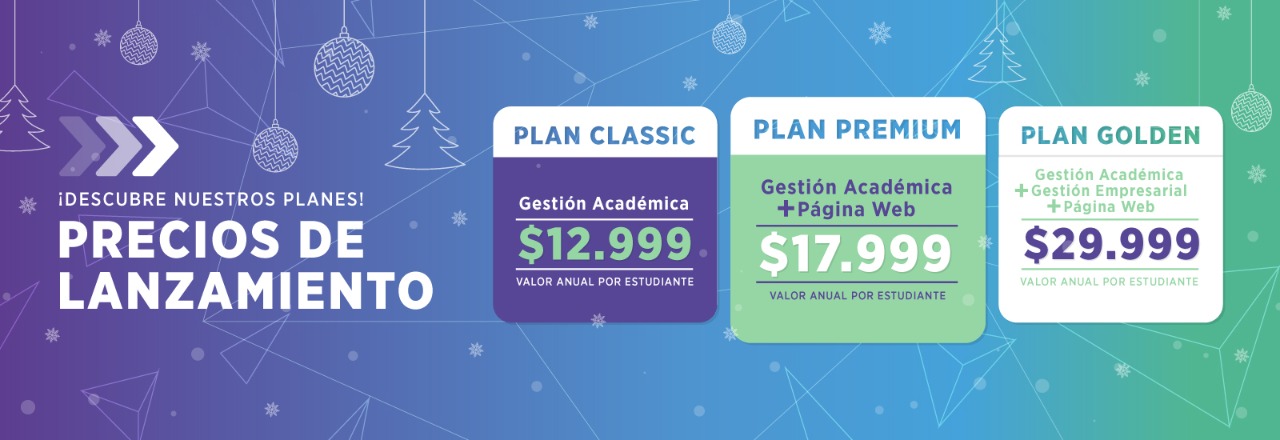 ¡DESCUBRE NUESTROS PLANES!
PRECIOS DE
LANZAMIENTO
PLAN CLASSIC
Gestión Académica
$12.999
VALOR ANUAL POR ESTUDIANTE
PLAN PREMIUM
Gestión Académica
+Página Web
$17.999
VALOR ANUAL POR ESTUDIANTE
PLAN GOLDEN
Gestión Académica
+Gestión Empresarial
+Página Web
$29.999
VALOR ANUAL POR ESTUDIANTE